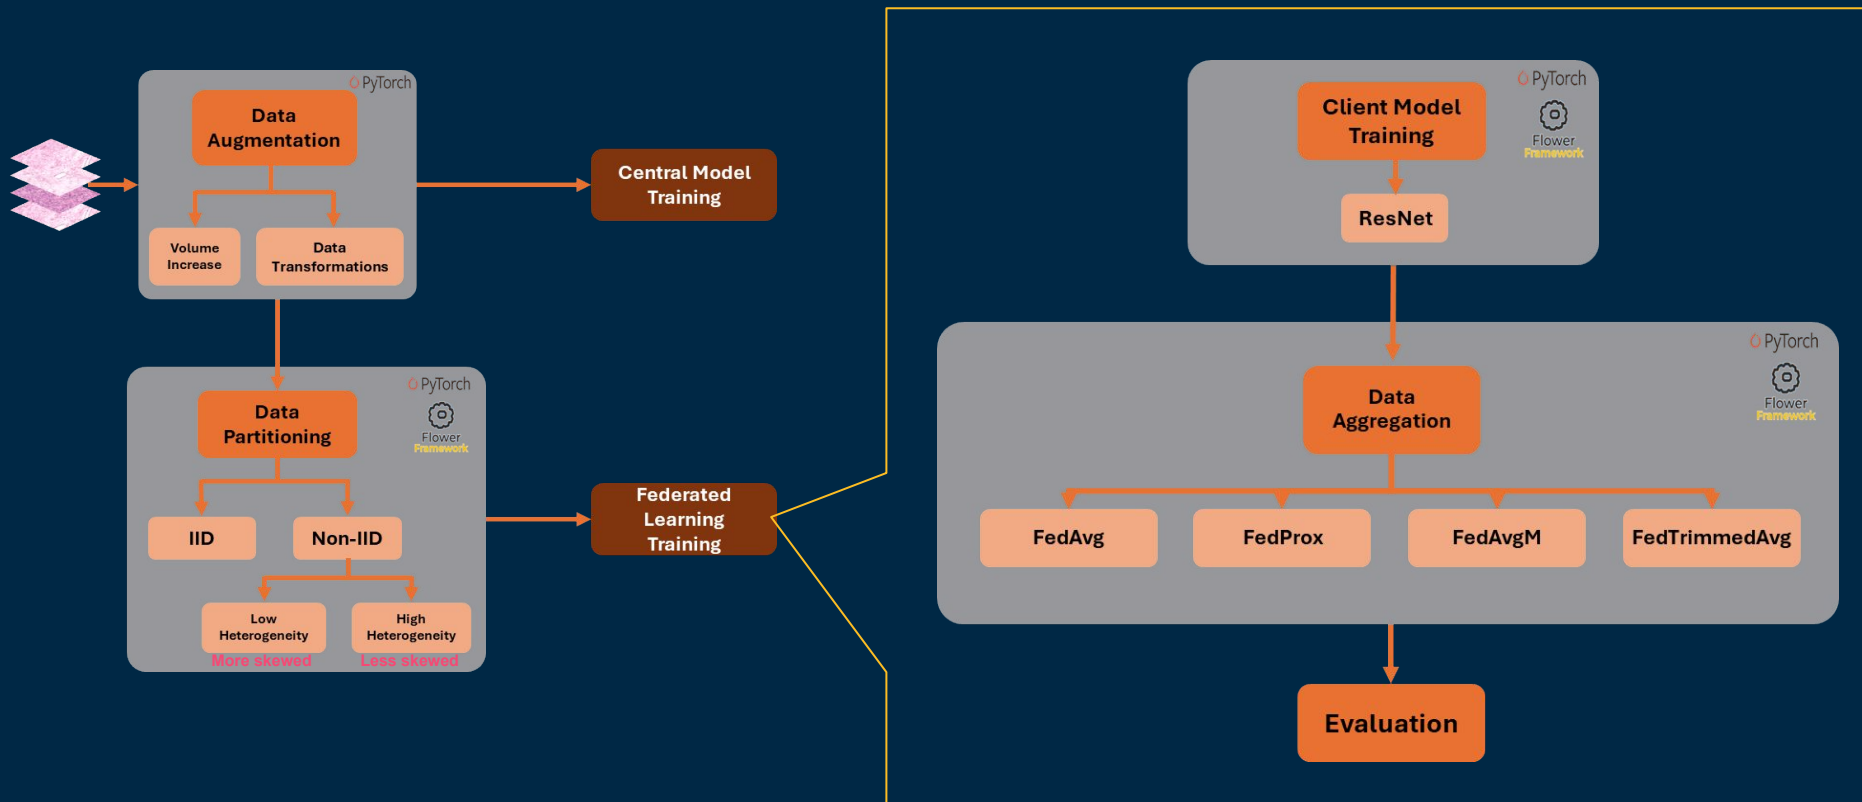 PyTorch
Data
Augmentation
Volume
Increase
Data
Transformations
Central Model
Training
PyTorch
Flower
Framework
Data
Partitioning
IID
Non-IID
Low
Heterogeneity
More skewed
High
Heterogeneity
Less skewed
Federated
Learning
Training
PyTorch
Flower
Framework
Client Model
Training
ResNet
PyTorch
Flower
Framework
Data
Aggregation
FedAvg
FedProx
FedAvgM
FedTrimmedAvg
Evaluation